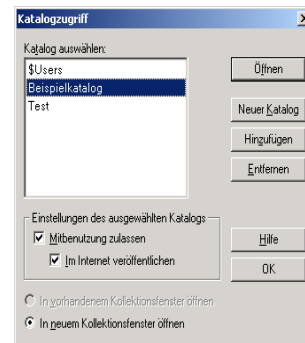 Katalogzugriff
Katalog auswählen:
$Users
Beispielkatalog
Test
Öffnen
Neuer Katalog
Hinzufügen
Entfernen
Einstellungen des ausgewählten Katalogs
Mitbenutzung zulassen
Im Internet veröffentlichen
Hilfe
OK
In vorhandenem Kollektionsfenster öffnen
In neuem Kollektionsfenster öffnen